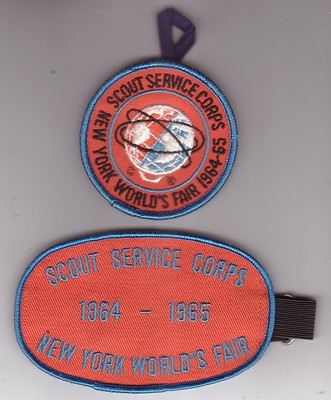 SCOUT SERVICE CORPS
NEW YORK WORLD'S FAIR 1964-65
©
®
SCOUT SERVICE CORPS
1964 - 1965
NEW YORK WORLD'S FAIR